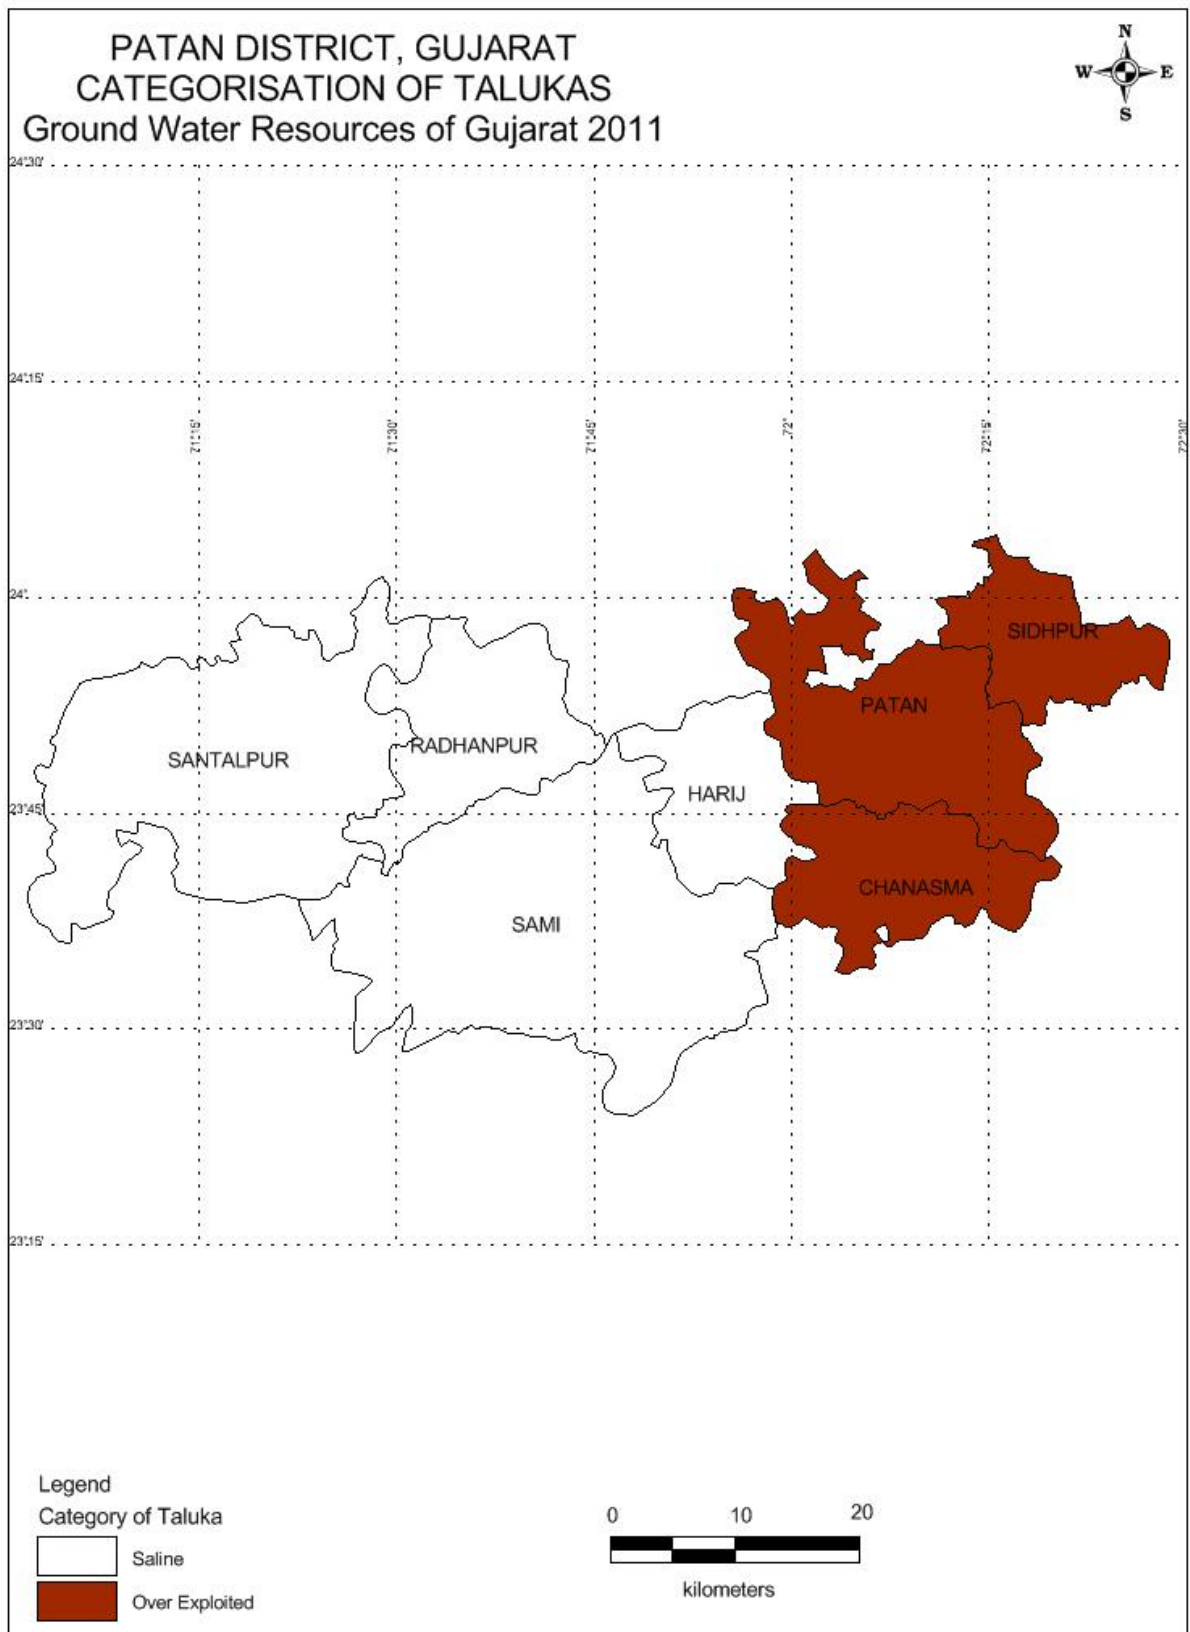 PATAN DISTRICT, GUJARAT
CATEGORISATION OF TALUKAS
Ground Water Resources of Gujarat 2011
N
W E
S
24°30'
24°15'
71°15' 71°30' 71°45' 72° 72°15' 72°30'
24°
SIDHPUR
PATAN
RADHANPUR
SANTALPUR
HARIJ
23°45'
CHANASMA
SAMI
23°30'
23°15'
Legend
Category of Taluka
Saline
Over Exploited
0 10 20
kilometers